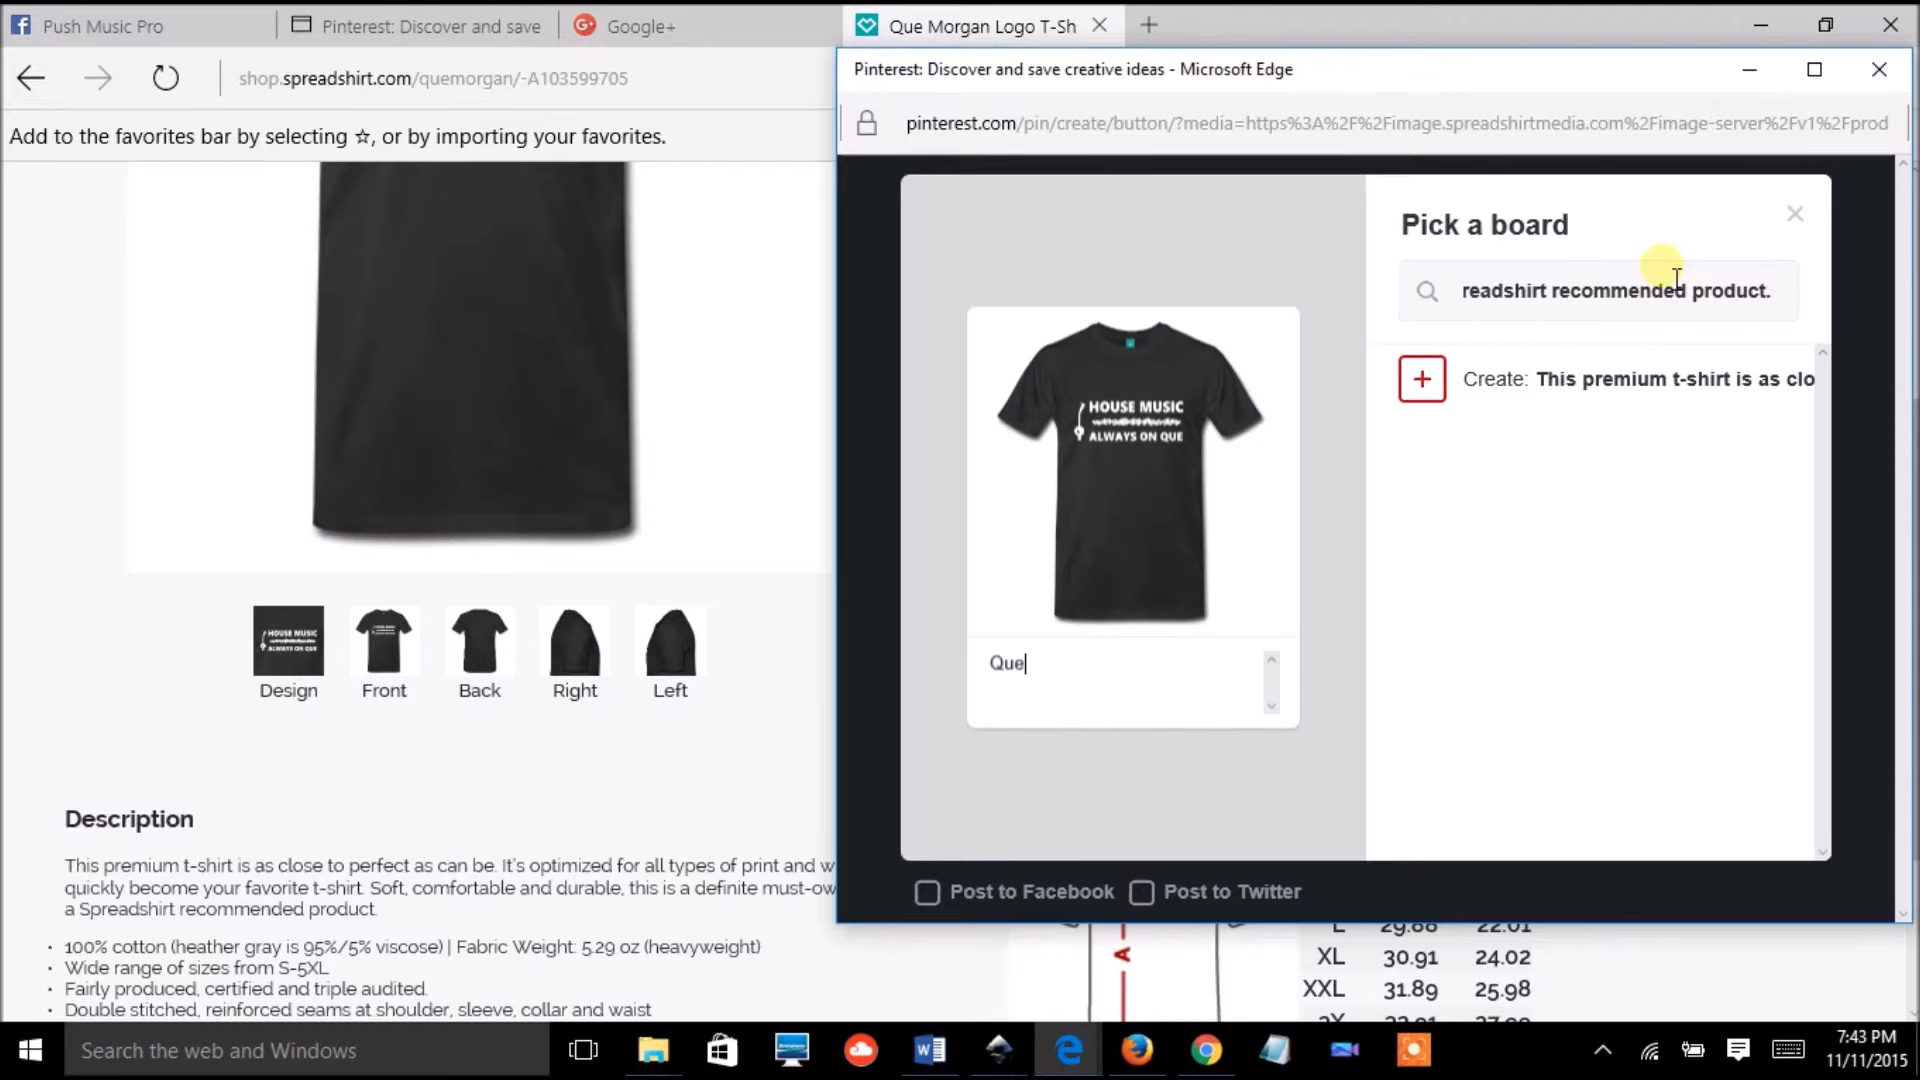 Push Music Pro
Pinterest: Discover and save
Google+
Que Morgan Logo T-Sh
shop.spreadshirt.com/quemorgan/-A103599705
Add to the favorites bar by selecting ☆, or by importing your favorites.
Pinterest: Discover and save creative ideas - Microsoft Edge
pinterest.com/pin/create/button/?media=https%3A%2F%2Fimage.spreadshirtmedia.com%2Fimage-server%2Fv1%2Fprod
Pick a board
readshirt recommended product.
Create: This premium t-shirt is as clo
HOUSE MUSIC
ALWAYS ON QUE
Que
Post to Facebook
Post to Twitter
HOUSE MUSIC
ALWAYS ON QUE
Design
Front
Back
Right
Left
Description
This premium t-shirt is as close to perfect as can be. It's optimized for all types of print and w
quickly become your favorite t-shirt. Soft, comfortable and durable, this is a definite must-ow
a Spreadshirt recommended product.
· 100% cotton (heather gray is 95%/5% viscose) | Fabric Weight: 5.29 oz (heavyweight)
· Wide range of sizes from S-5XL
· Fairly produced, certified and triple audited.
· Double stitched, reinforced seams at shoulder, sleeve, collar and waist
A
L 29.88 22.01
XL 30.91 24.02
XXL 31.89 25.98
Search the web and Windows
7:43 PM
11/11/2015